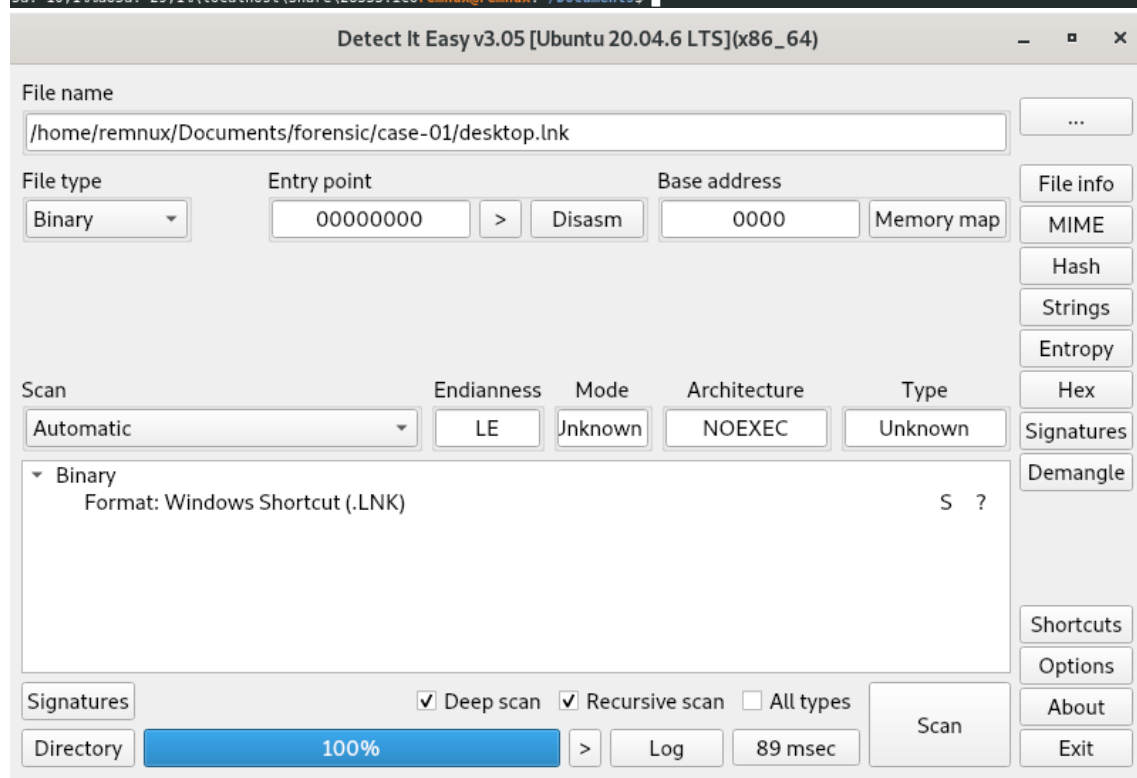 Detect It Easy v3.05 [Ubuntu 20.04.6 LTS](x86_64)
File name
/home/remnux/Documents/forensic/case-01/desktop.lnk
...
File type Entry point Base address
File info
Binary 00000000 > Disasm 0000 Memory map
MIME
Hash
Strings
Entropy
Scan Endianness Mode Architecture Type
Hex
Automatic LE Unknown NOEXEC Unknown
Signatures
Binary
Demangle
Format: Windows Shortcut (.LNK) S ?
Shortcuts
Options
Signatures Deep scan Recursive scan All types
About
Scan
Directory 100% > Log 89 msec
Exit